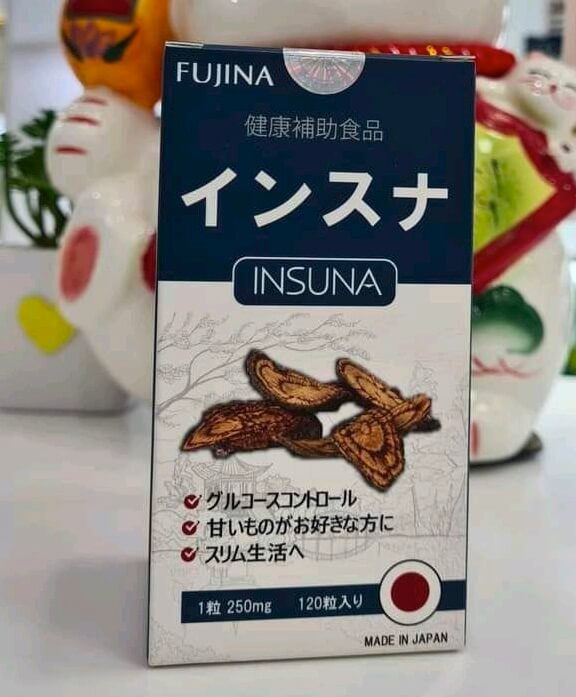 FUJINA
健康補助食品
インスナ
INSUNA
グルコースコントロール
甘いものがお好きな方に
スリム生活へ
1粒 250mg 120粒入り
MADE IN JAPAN